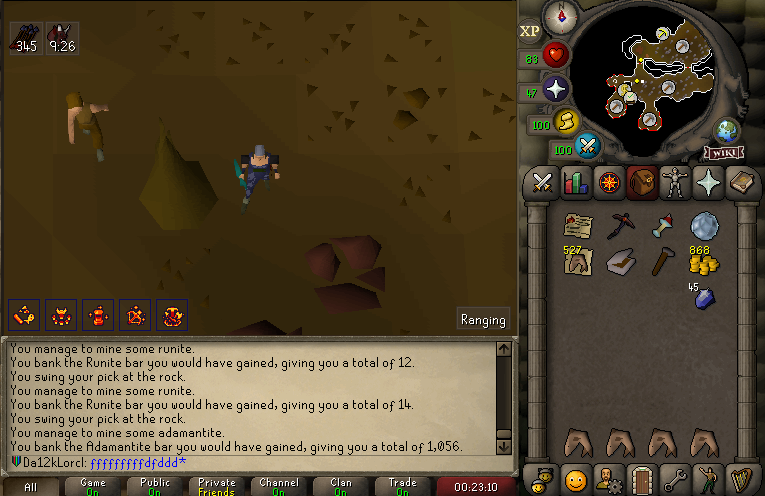 345
9:26
XP
83
47
100
100
WIKI
527
868
45
Ranging
You manage to mine some runite.
You bank the Runite bar you would have gained, giving you a total of 12.
You swing your pick at the rock.
You manage to mine some runite.
You bank the Runite bar you would have gained, giving you a total of 14.
You swing your pick at the rock.
You manage to mine some adamantite.
You bank the Adamantite bar you would have gained, giving you a total of 1,056.
Da12kLorcl: fffffffffdfddd*
All
Game
On
Public
On
Private
Friends
Channel
On
Clan
On
Trade
On
00:23:10